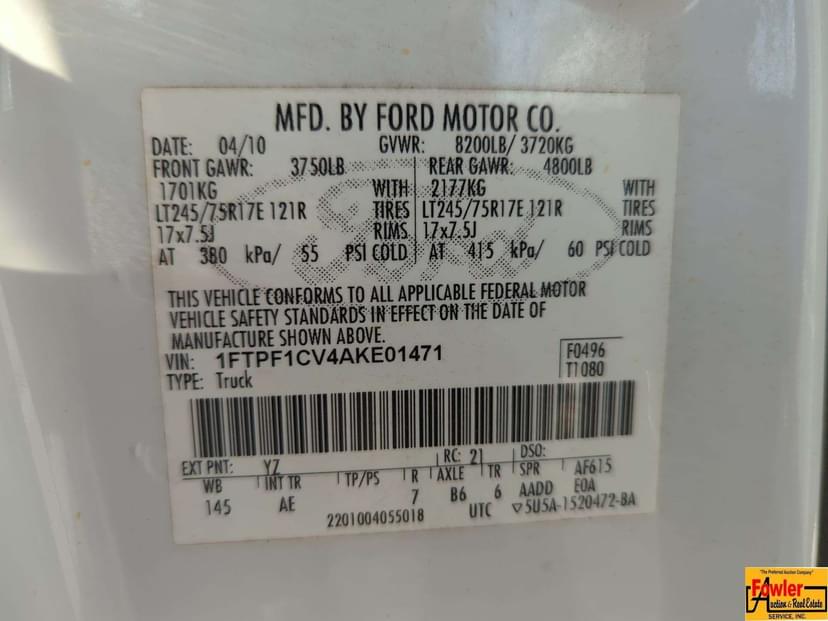 MFD. BY FORD MOTOR CO.
DATE: 04/10 GVWR: 8200LB/ 3720KG
FRONT GAWR: 3750LB REAR GAWR: 4800LB
1701KG WITH 2177KG WITH
LT245/75R17E 121R TIRES LT245/75R17E 121R TIRES
17x7.5J RIMS 17x7.5J RIMS
AT 380 kPa/ 55 PSI COLD AT 415 kPa/ 60 PSI COLD
THIS VEHICLE CONFORMS TO ALL APPLICABLE FEDERAL MOTOR
VEHICLE SAFETY STANDARDS IN EFFECT ON THE DATE OF
MANUFACTURE SHOWN ABOVE.
VIN: 1FTPF1CV4AKE01471 F0496
TYPE: Truck T1080
EXT PNT: YZ RC: 21 DSO:
WB INT TR TP/PS R AXLE TR SPR AF615
145 AE 7 B6 6 AADD EOA
2201004055018 UTC ▽5U5A-1520472-BA
"The Preferred Auction Company"
Fowler
Auction & Real Estate
SERVICE, INC.